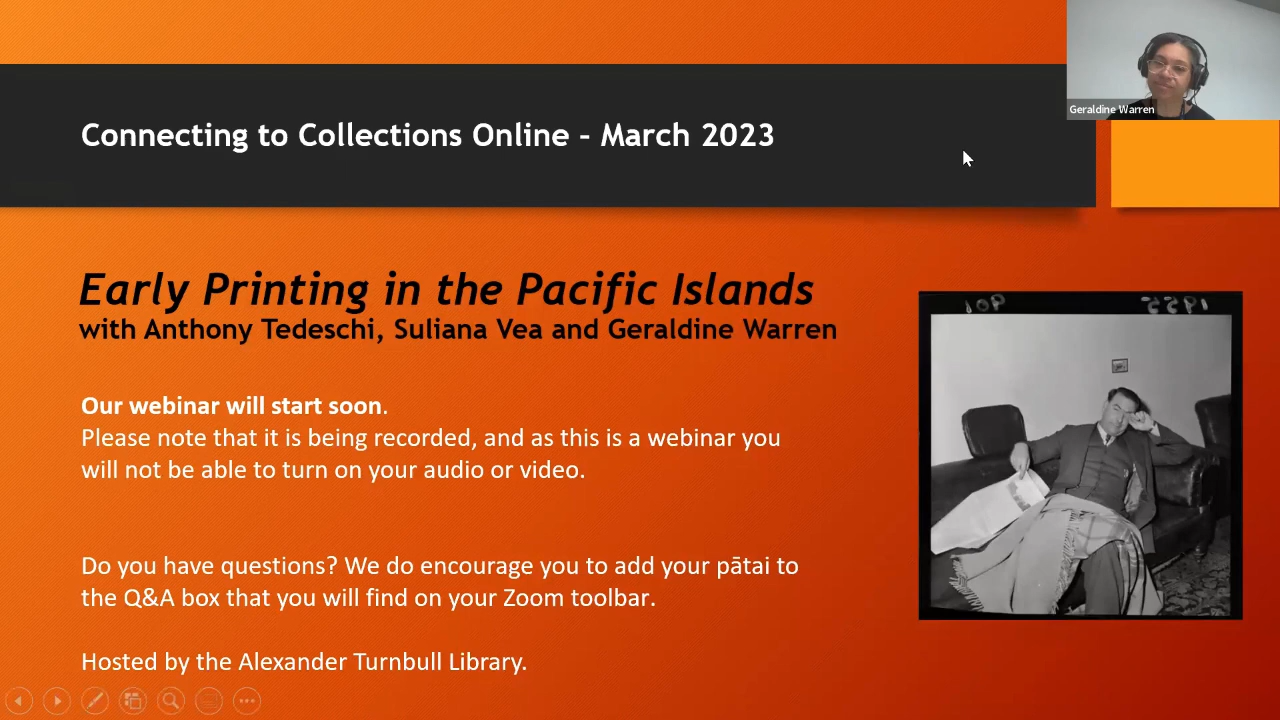 Connecting to Collections Online - March 2023
Geraldine Warren
Early Printing in the Pacific Islands
with Anthony Tedeschi, Suliana Vea and Geraldine Warren
Our webinar will start soon.
Please note that it is being recorded, and as this is a webinar you
will not be able to turn on your audio or video.
Do you have questions? We do encourage you to add your pātai to
the Q&A box that you will find on your Zoom toolbar.
Hosted by the Alexander Turnbull Library.